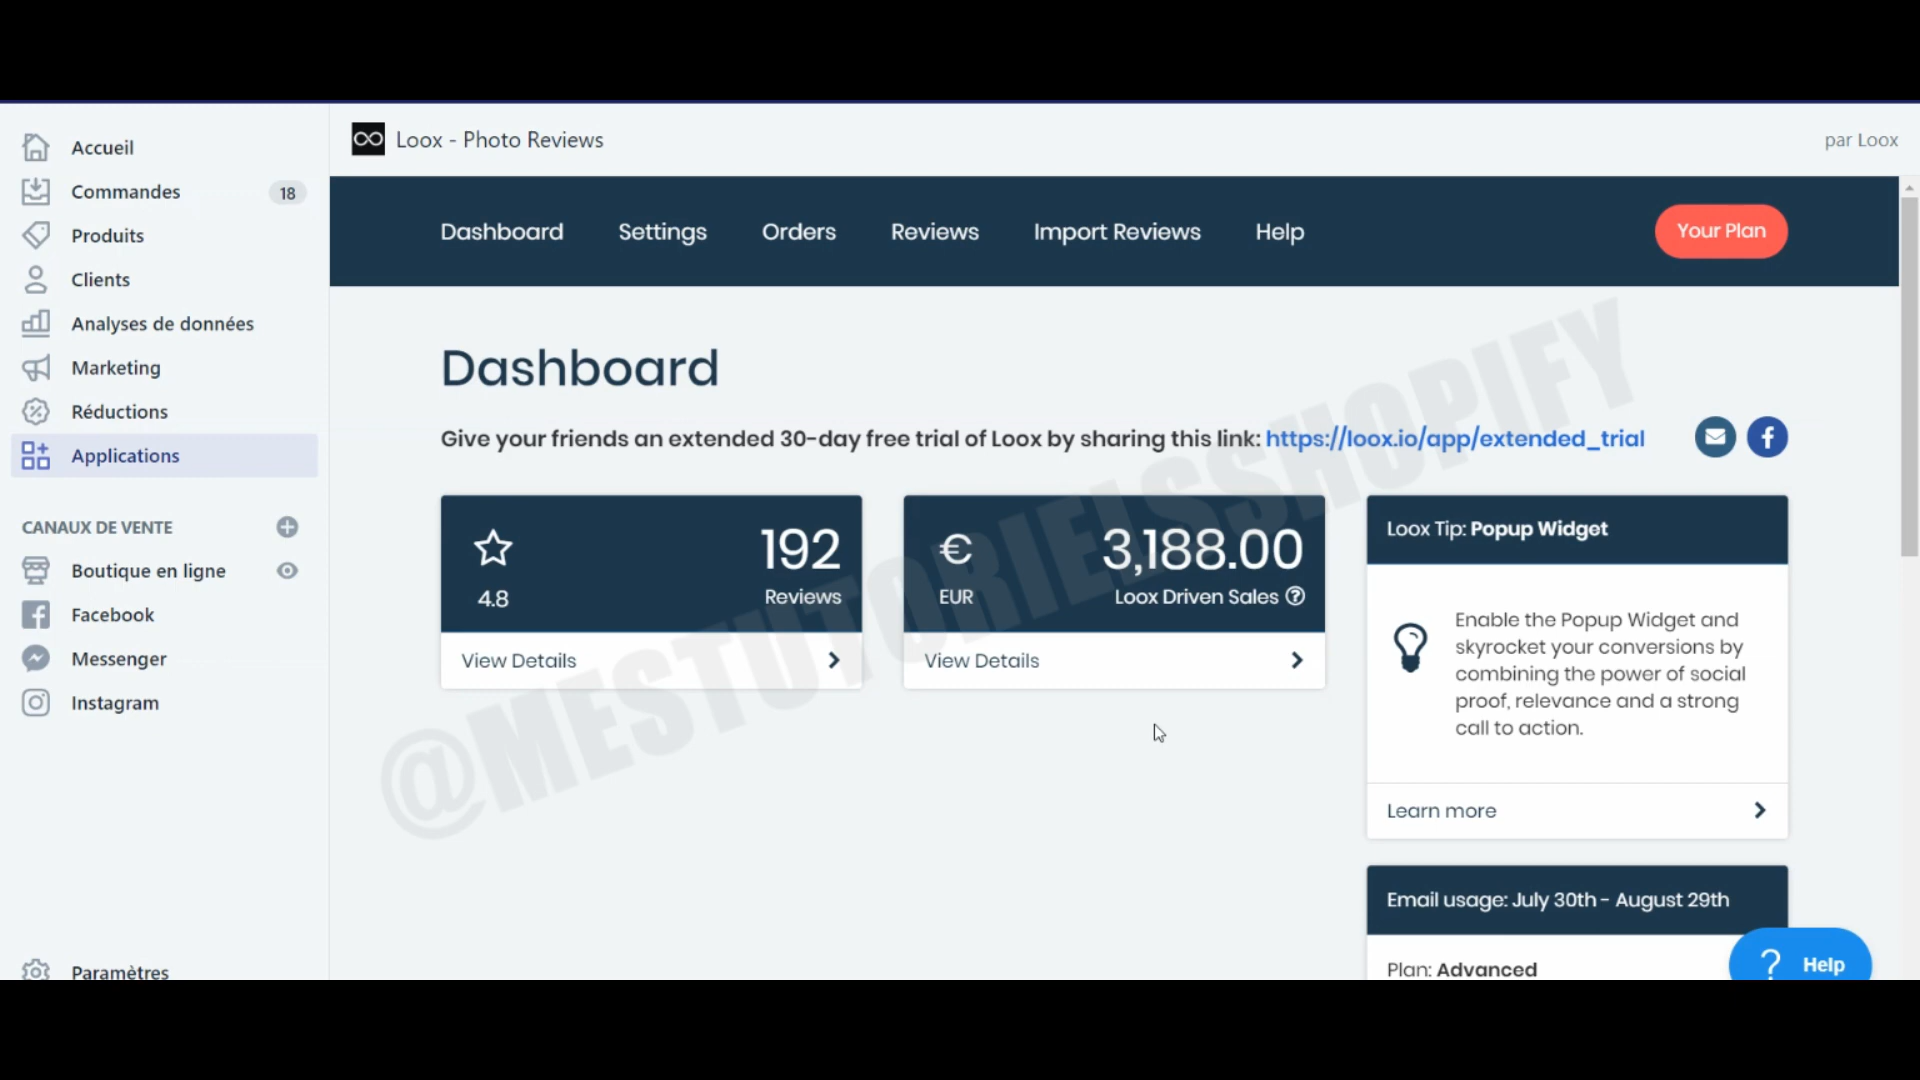 Loox - Photo Reviews
par Loox
Accueil
Commandes 18
Produits
Clients
Analyses de données
Marketing
Réductions
Applications
CANAUX DE VENTE
Boutique en ligne
Facebook
Messenger
Instagram
Paramètres
Dashboard Settings Orders Reviews Import Reviews Help Your Plan
Dashboard
Give your friends an extended 30-day free trial of Loox by sharing this link: https://loox.io/app/extended_trial
192
4.8 Reviews
View Details
€ 3,188.00
EUR Loox Driven Sales ?
View Details
Loox Tip: Popup Widget
Enable the Popup Widget and
skyrocket your conversions by
combining the power of social
proof, relevance and a strong
call to action.
Learn more
Email usage: July 30th - August 29th
Plan: Advanced
? Help
@MESTUTORIELSSHOPIFY